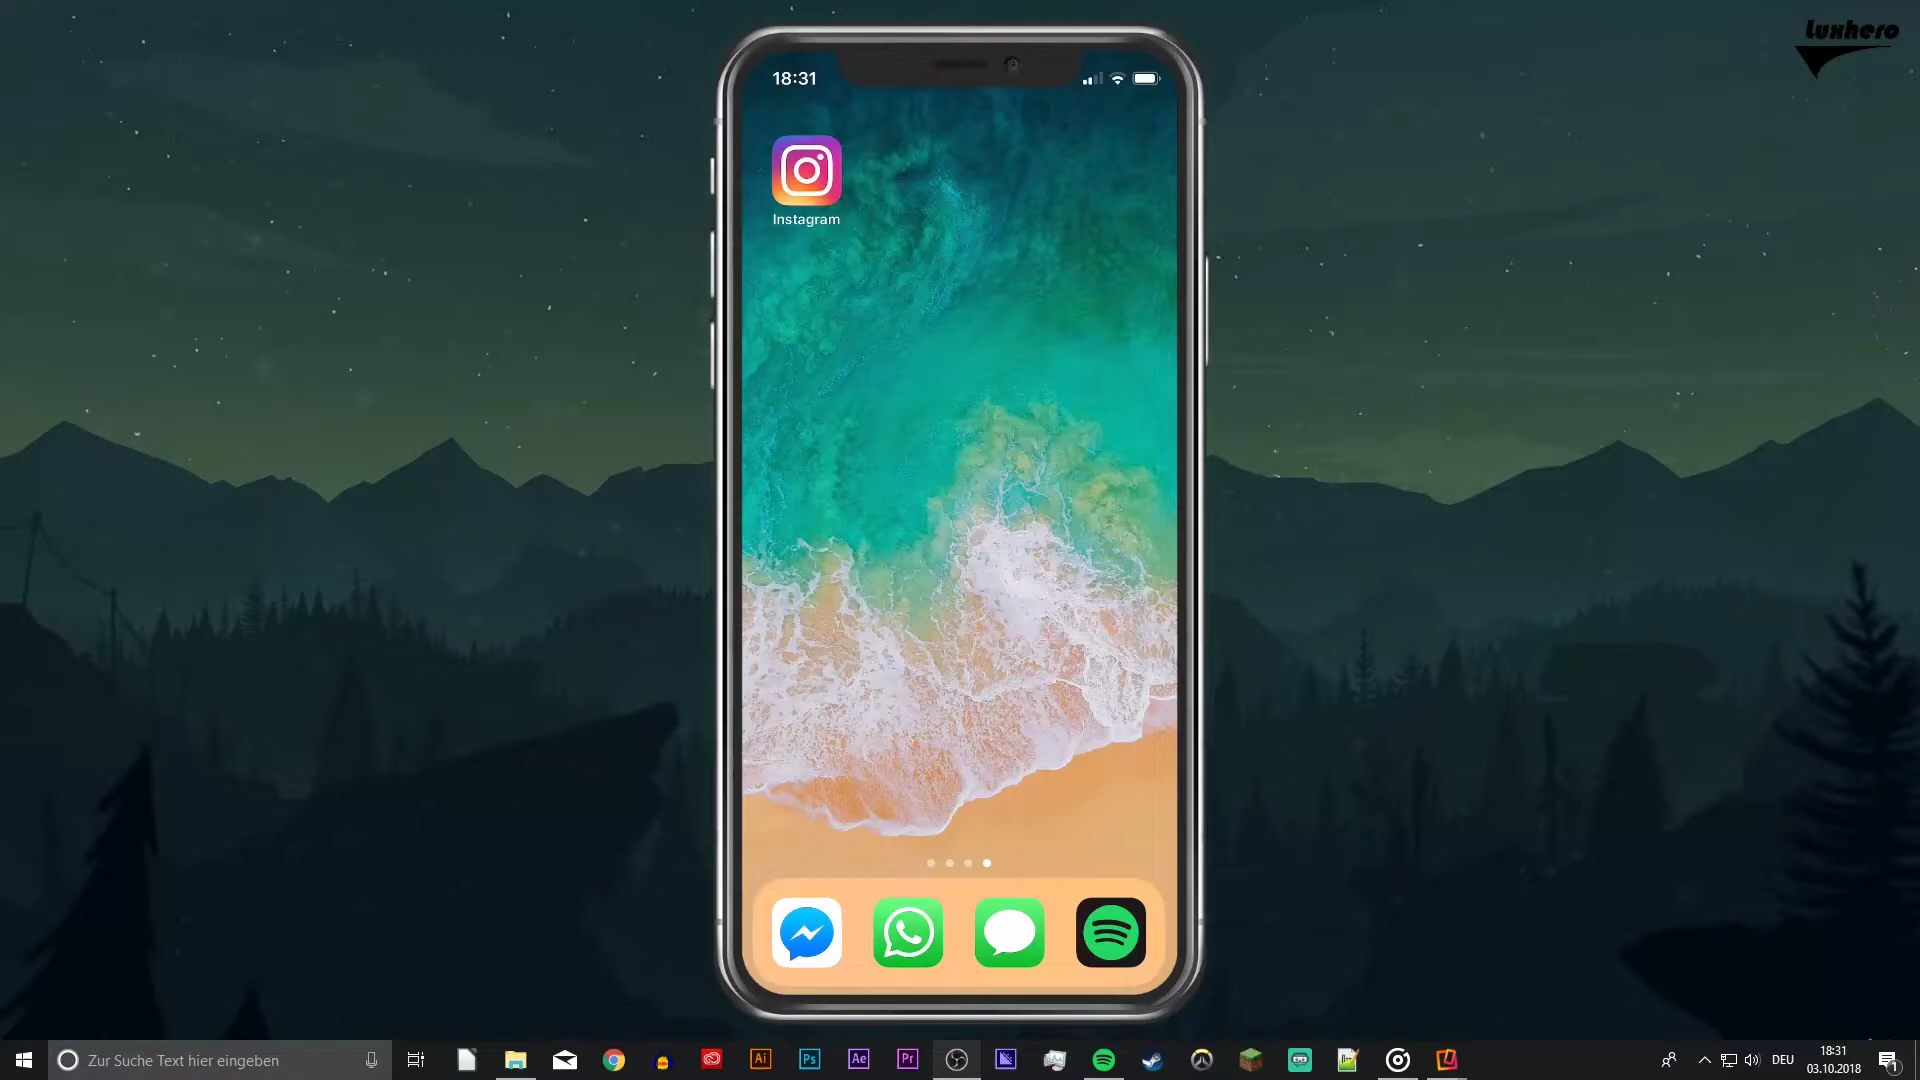 luxhero
18:31
Instagram
Zur Suche Text hier eingeben
Ai
Ps
Ae
Pr
DEU
18:31
03.10.2018
1